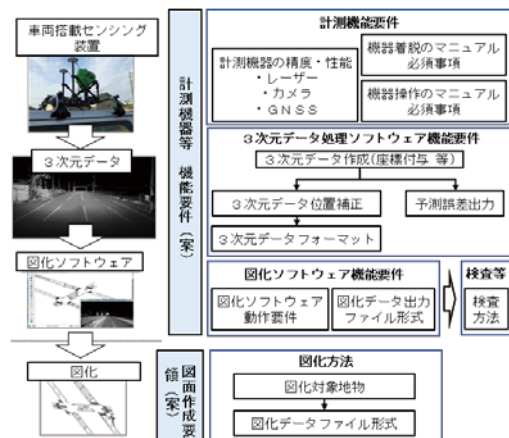 車両搭載センシング
装置
3次元データ
図化ソフトウェア
図化
計測機器等 機能要件(案)
図面作成要
領(案)
計測機能要件
計測機器の精度・性能
・レーザー
・カメラ
・GNSS
機器着脱のマニュアル
必須事項
機器操作のマニュアル
必須事項
3次元データ処理ソフトウェア機能要件
3次元データ作成(座標付与 等)
3次元データ位置補正
予測誤差出力
3次元データフォーマット
図化ソフトウェア機能要件
図化ソフトウェア
動作要件
図化データ出力
ファイル形式
検査等
検査
方法
図化方法
図化対象地物
図化データファイル形式